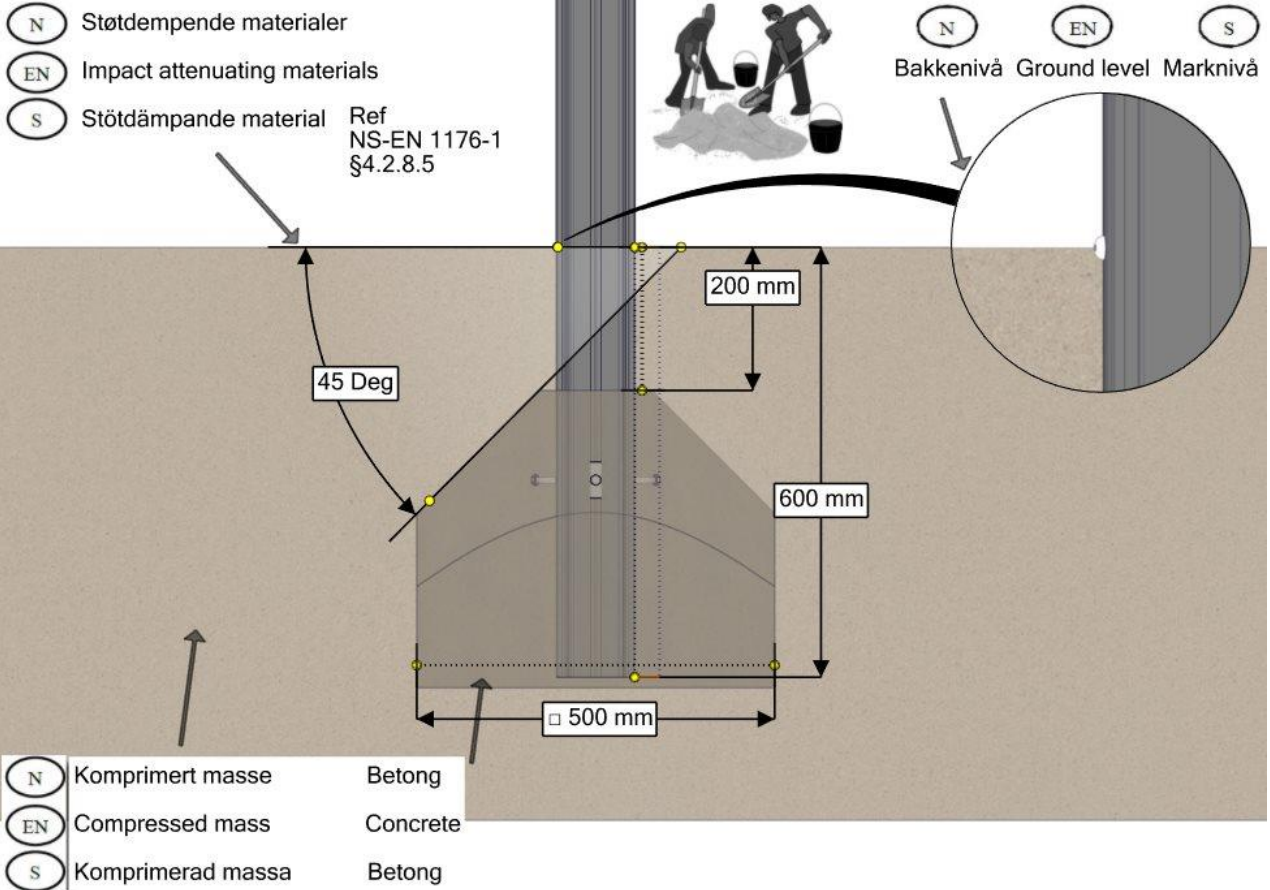 N Støtdempende materialer
EN Impact attenuating materials
S Stötdämpande material
Ref
NS-EN 1176-1
§4.2.8.5
N EN S
Bakkenivå Ground level Marknivå
200 mm
45 Deg
600 mm
□ 500 mm
N Komprimert masse Betong
EN Compressed mass Concrete
S Komprimerad massa Betong